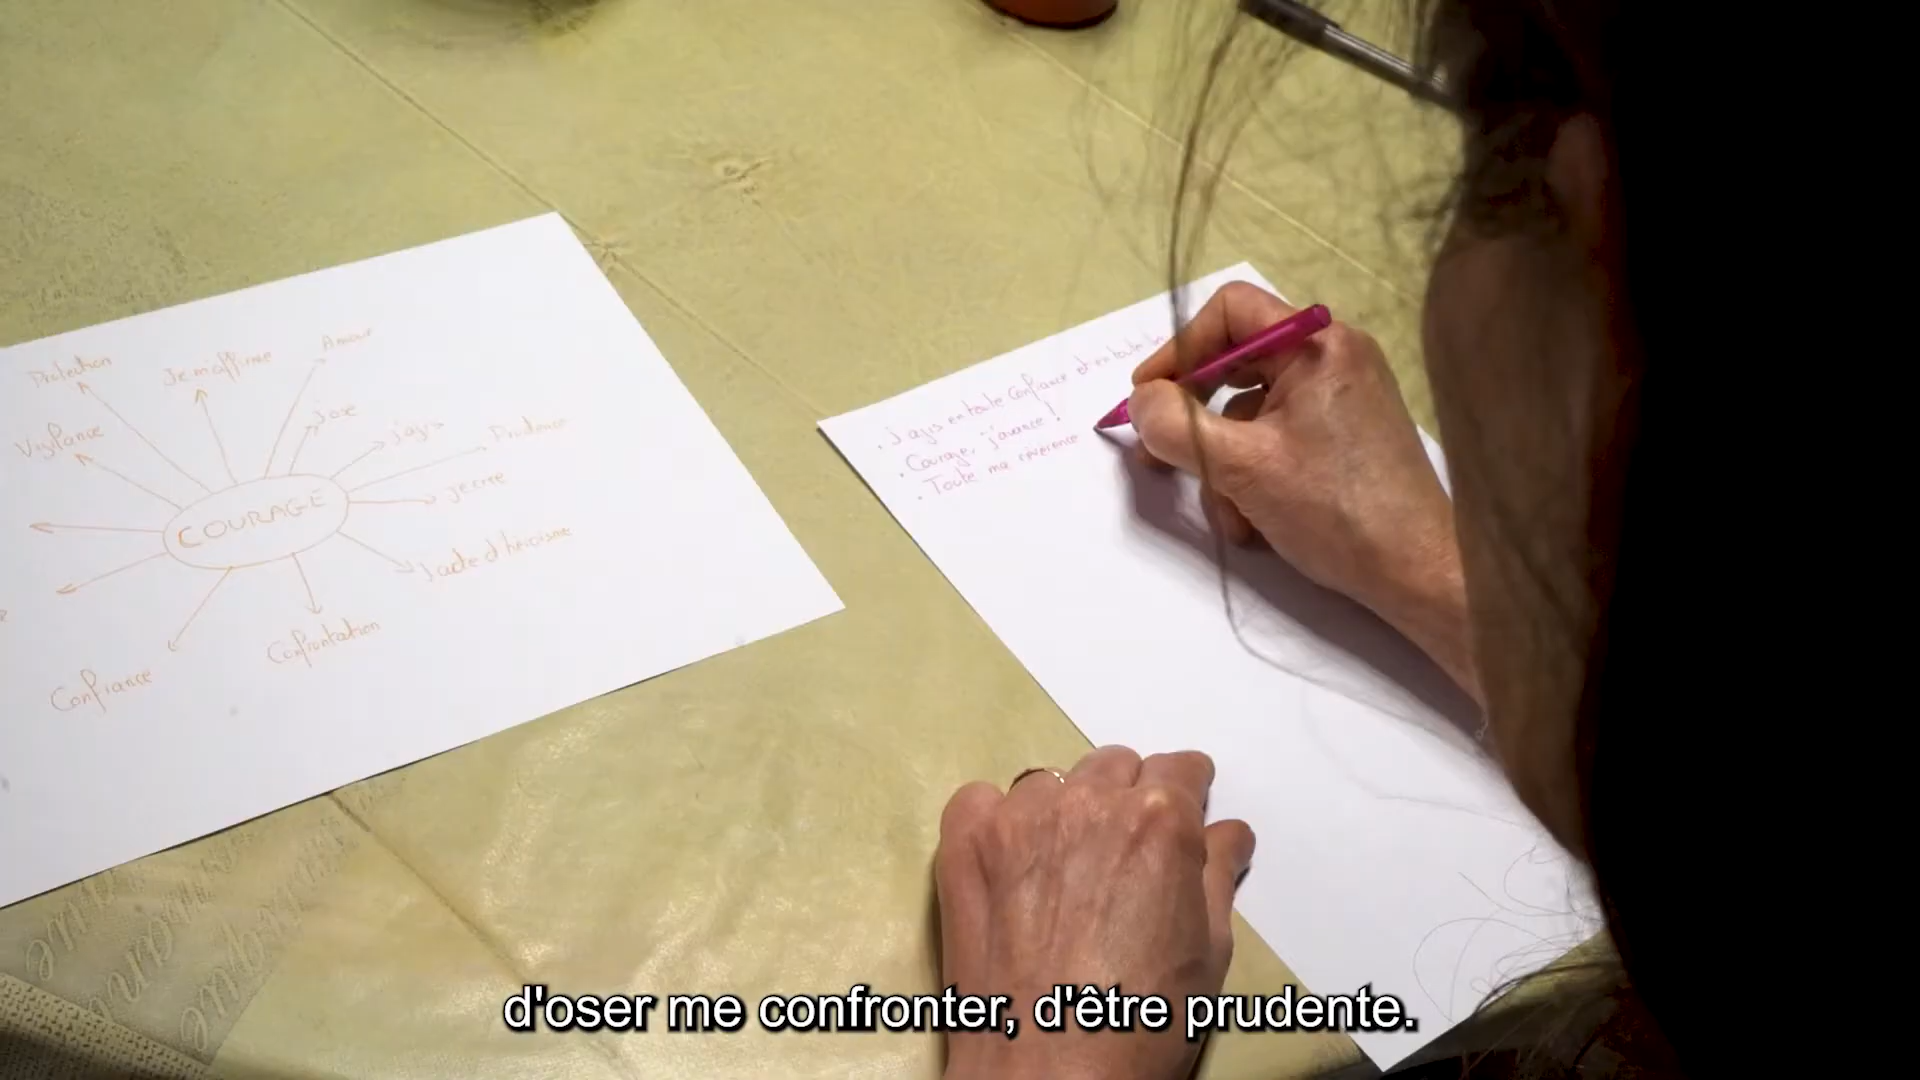 Protection
Je m'affirme
Amour
Vigilance
j'ose
j'agis
Prudence
COURAGE
je crée
j'acte d'héroïsme
Confrontation
Confiance
. j'agis en toute Confiance et en toute
. Courage, j'avance !
. Toute ma révérence
d'oser me confronter, d'être prudente.